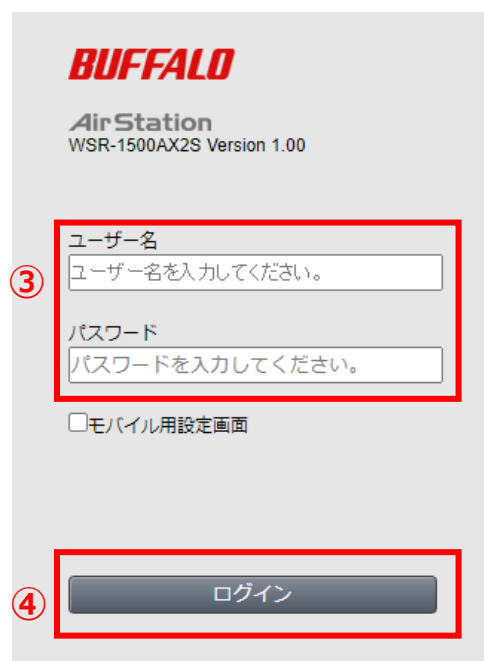 BUFFALO
AirStation
WSR-1500AX2S Version 1.00
ユーザー名
③
ユーザー名を入力してください。
パスワード
パスワードを入力してください。
モバイル用設定画面
④
ログイン